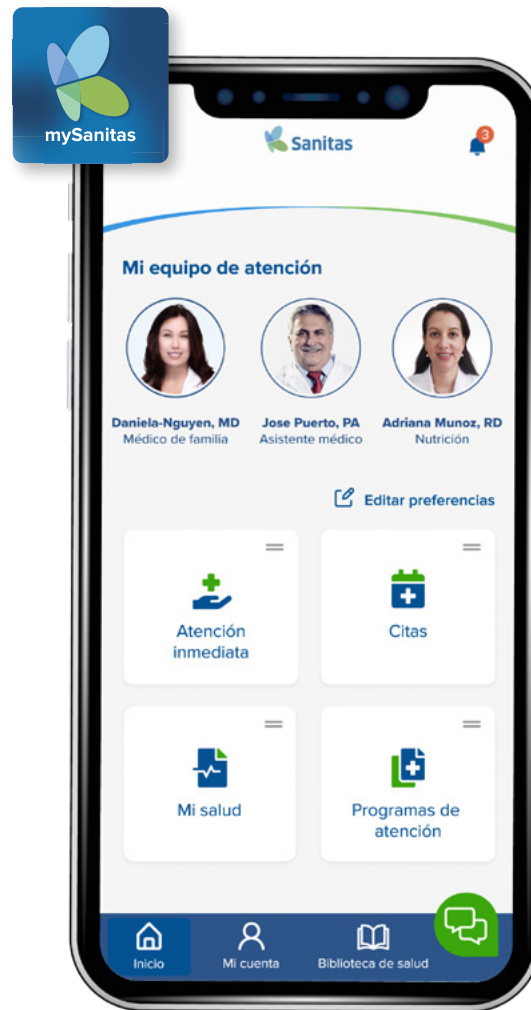 mySanitas
Sanitas
3
Mi equipo de atención
Daniela-Nguyen, MD
Médico de familia
Jose Puerto, PA
Asistente médico
Adriana Munoz, RD
Nutrición
Editar preferencias
Atención
inmediata
Citas
Mi salud
Programas de
atención
Inicio
Mi cuenta
Biblioteca de salud